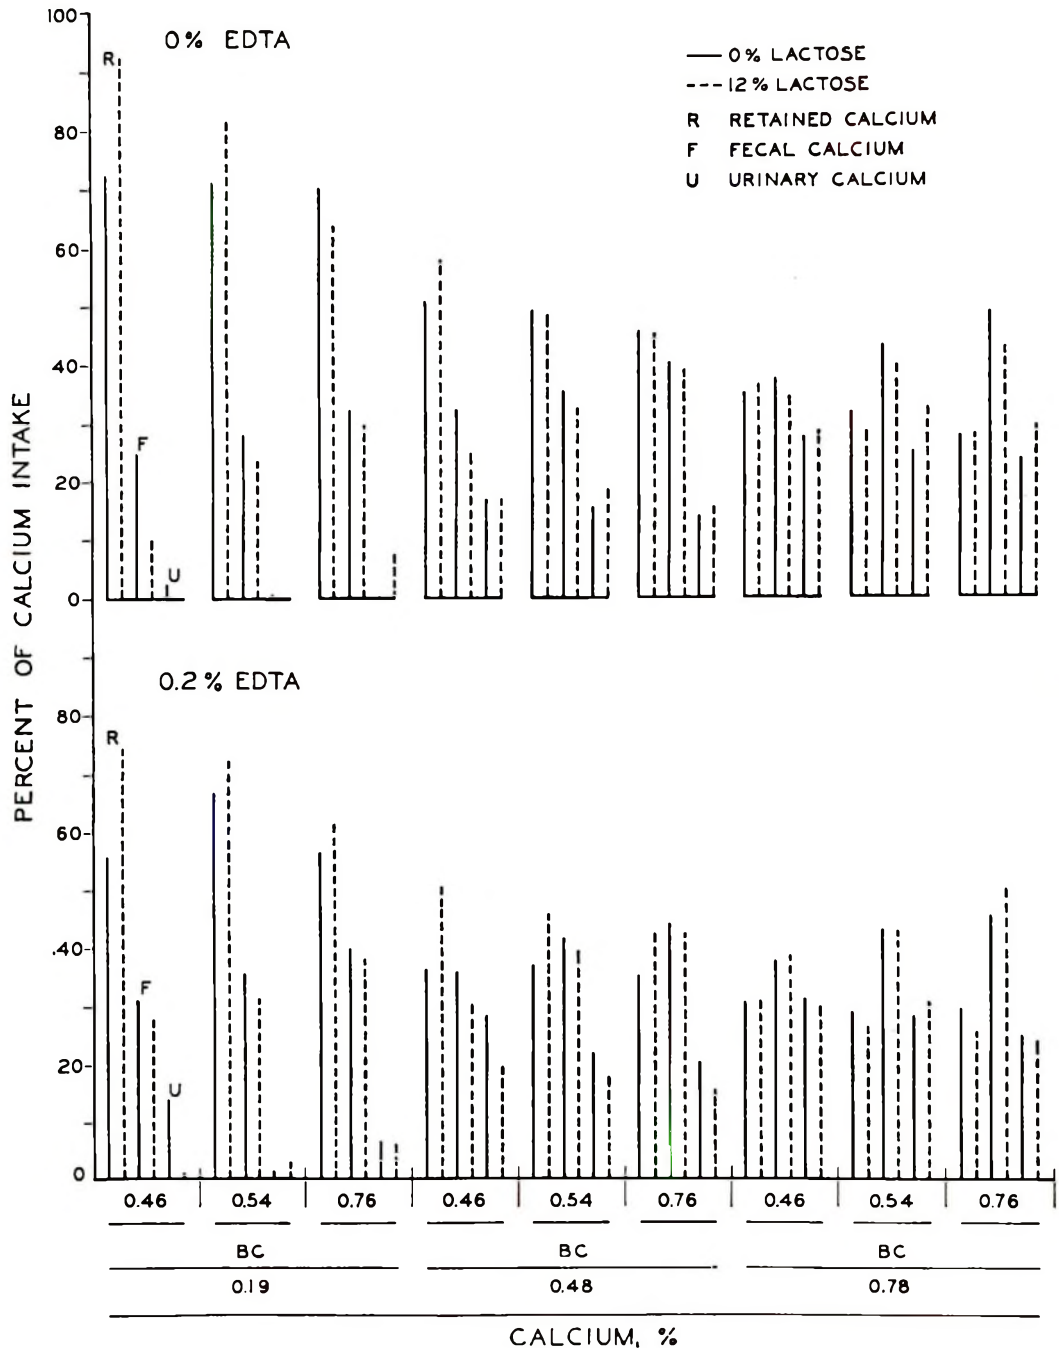 0% EDTA
0% LACTOSE
12% LACTOSE
R RETAINED CALCIUM
F FECAL CALCIUM
U URINARY CALCIUM
PERCENT OF CALCIUM INTAKE
100
80
60
40
20
0
R
F
U
0.2% EDTA
80
60
.40
20
0
R
F
U
0.46 0.54 0.76 0.46 0.54 0.76 0.46 0.54 0.76
BC BC BC
0.19 0.48 0.78
CALCIUM, %